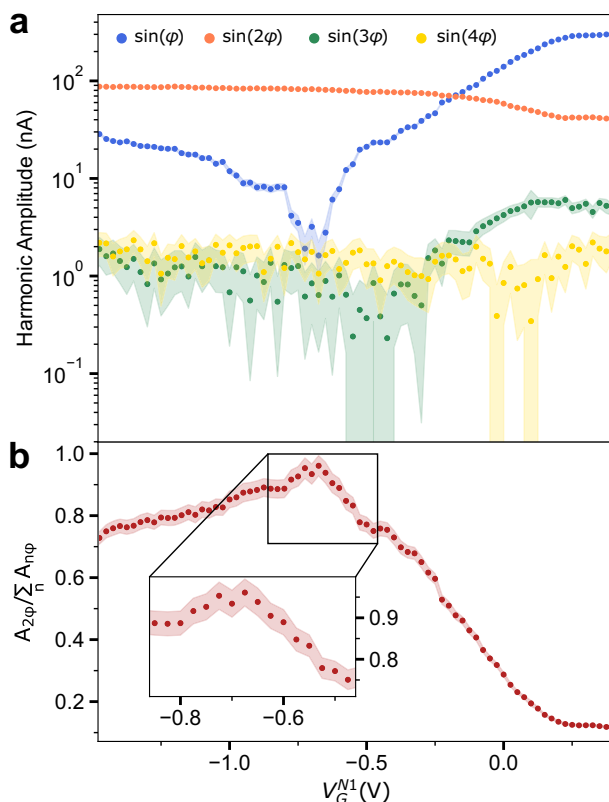 a
sin(φ) sin(2φ) sin(3φ) sin(4φ)
Harmonic Amplitude (nA)
10²
10¹
10⁰
10⁻¹
b
A₂φ/Σₙ Aₙφ
1.0
0.8
0.6
0.4
0.2
0.9
0.8
−0.8 −0.6
−1.0 −0.5 0.0
V_G^{N1}(V)